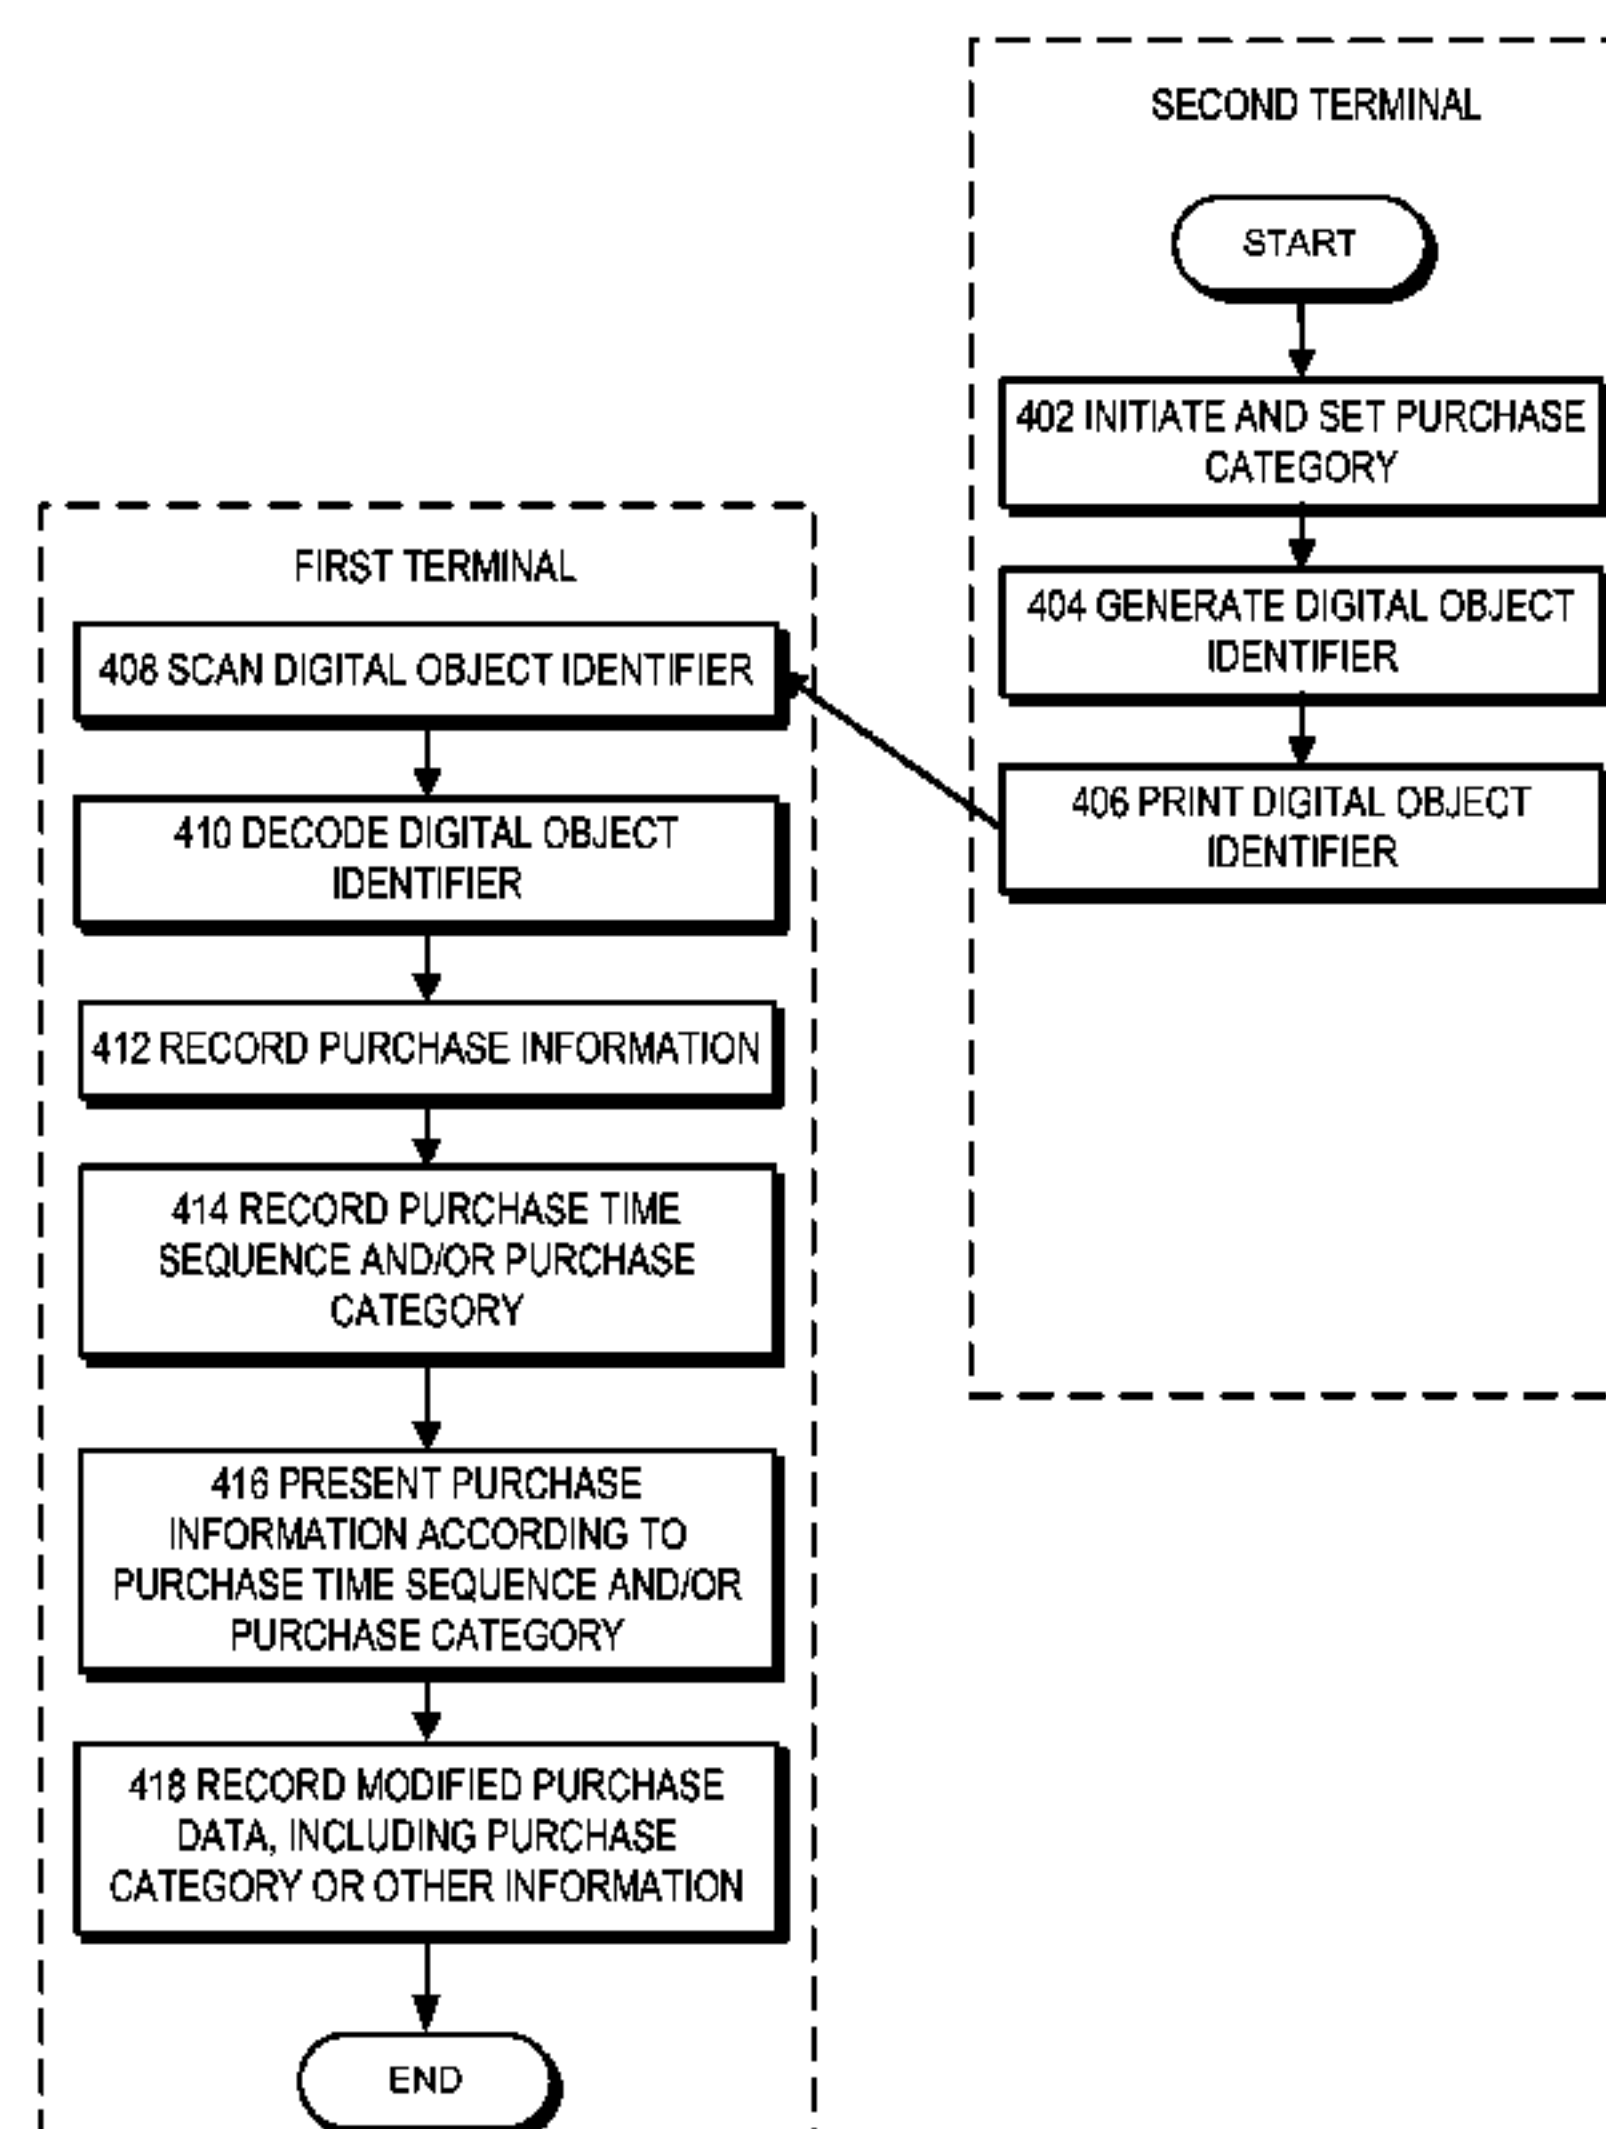 SECOND TERMINAL
START
402 INITIATE AND SET PURCHASE
CATEGORY
404 GENERATE DIGITAL OBJECT
IDENTIFIER
406 PRINT DIGITAL OBJECT
IDENTIFIER
FIRST TERMINAL
408 SCAN DIGITAL OBJECT IDENTIFIER
410 DECODE DIGITAL OBJECT
IDENTIFIER
412 RECORD PURCHASE INFORMATION
414 RECORD PURCHASE TIME
SEQUENCE AND/OR PURCHASE
CATEGORY
416 PRESENT PURCHASE
INFORMATION ACCORDING TO
PURCHASE TIME SEQUENCE AND/OR
PURCHASE CATEGORY
418 RECORD MODIFIED PURCHASE
DATA, INCLUDING PURCHASE
CATEGORY OR OTHER INFORMATION
END